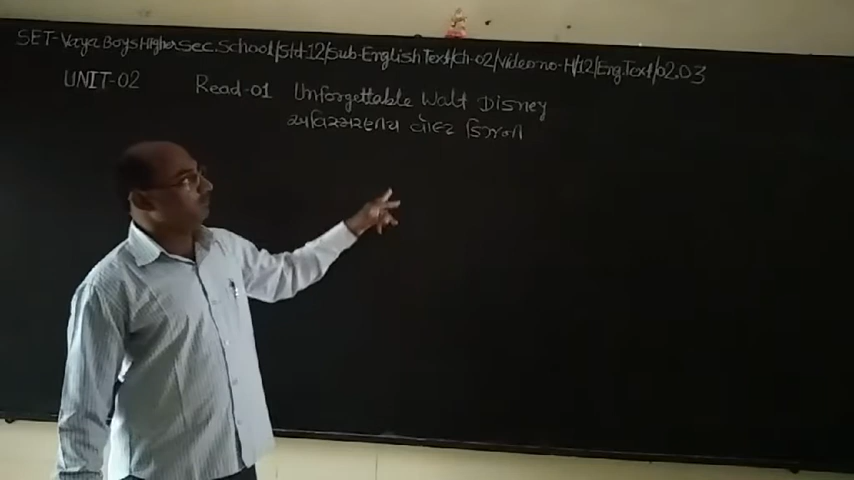 SET-Vaya Boys Higher Sec. School/Std-12/Sub-English Text/Ch-02/Video no-H/12/Eng.Text/02.03
UNIT-02 Read-01 Unforgettable Walt Disney
અવિસ્મરણીય વોલ્ટ ડિઝની